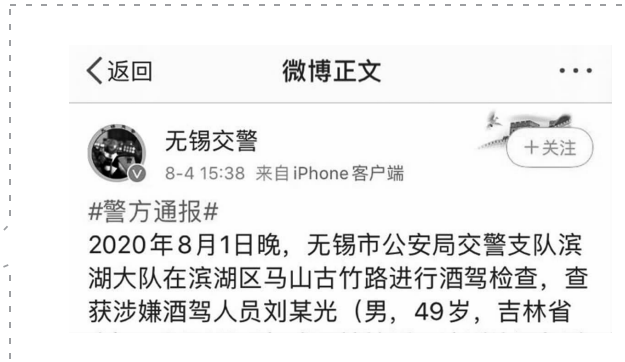 返回
微博正文
无锡交警
+关注
8-4 15:38 来自iPhone客户端
#警方通报#
2020年8月1日晚，无锡市公安局交警支队滨
湖大队在滨湖区马山古竹路进行酒驾检查，查
获涉嫌酒驾人员刘某光（男，49岁，吉林省